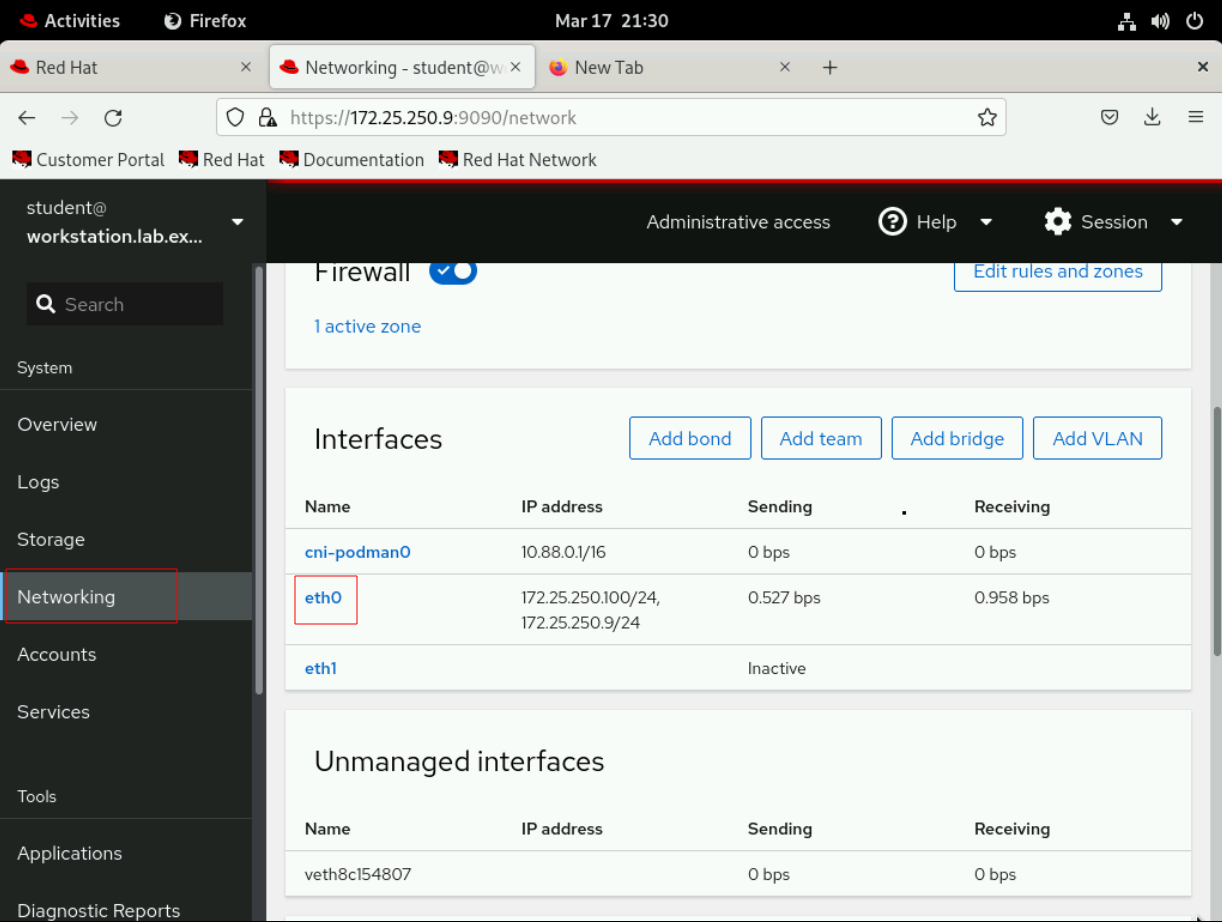 Activities Firefox Mar 17 21:30
Red Hat Networking - student@w New Tab
https://172.25.250.9:9090/network
Customer Portal Red Hat Documentation Red Hat Network
student@
workstation.lab.ex...
Administrative access Help Session
Search
System
Overview
Logs
Storage
Networking
Accounts
Services
Tools
Applications
Diagnostic Reports
Firewall Edit rules and zones
1 active zone
Interfaces Add bond Add team Add bridge Add VLAN
Name IP address Sending Receiving
cni-podman0 10.88.0.1/16 0 bps 0 bps
eth0 172.25.250.100/24, 0.527 bps 0.958 bps
172.25.250.9/24
eth1 Inactive
Unmanaged interfaces
Name IP address Sending Receiving
veth8c154807 0 bps 0 bps